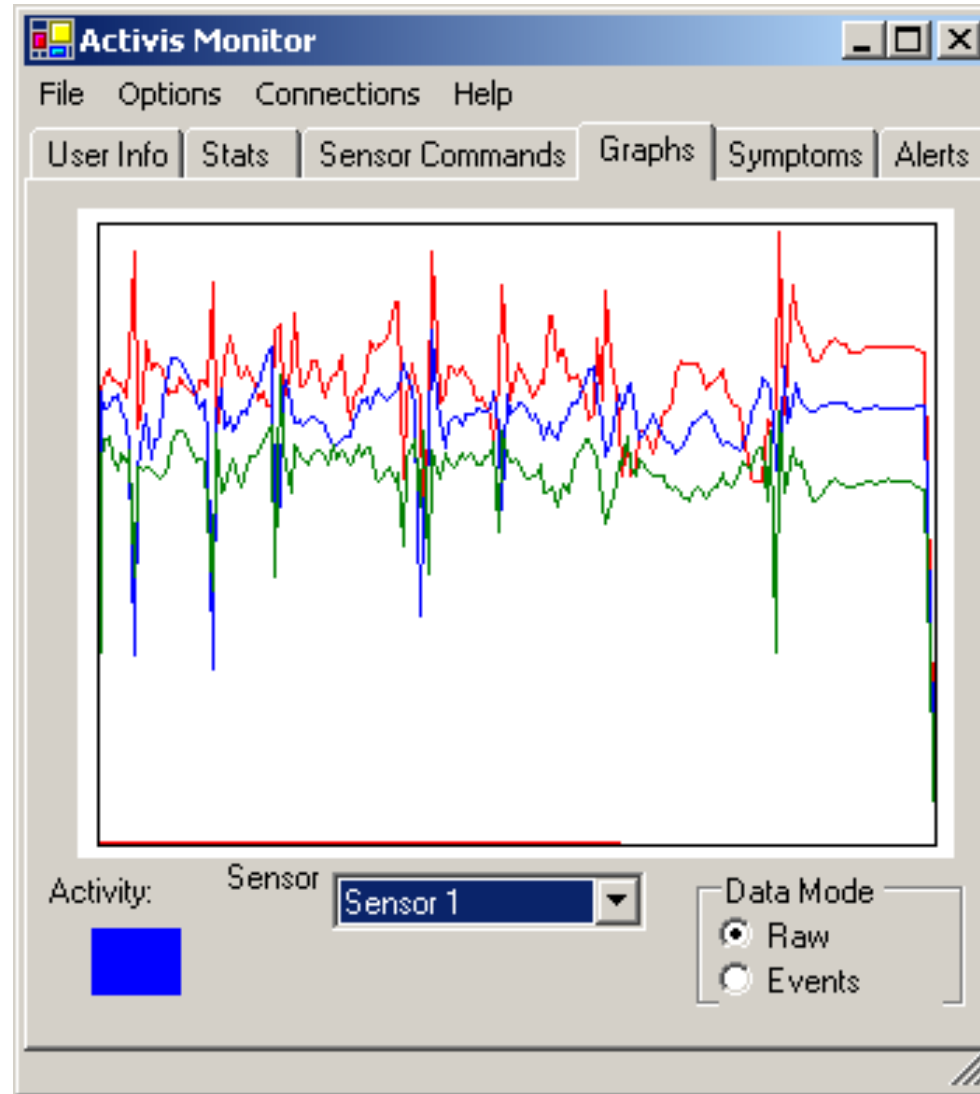 Activis Monitor
File Options Connections Help
User Info Stats Sensor Commands Graphs Symptoms Alerts
Activity: Sensor Sensor 1 Data Mode
Raw
Events